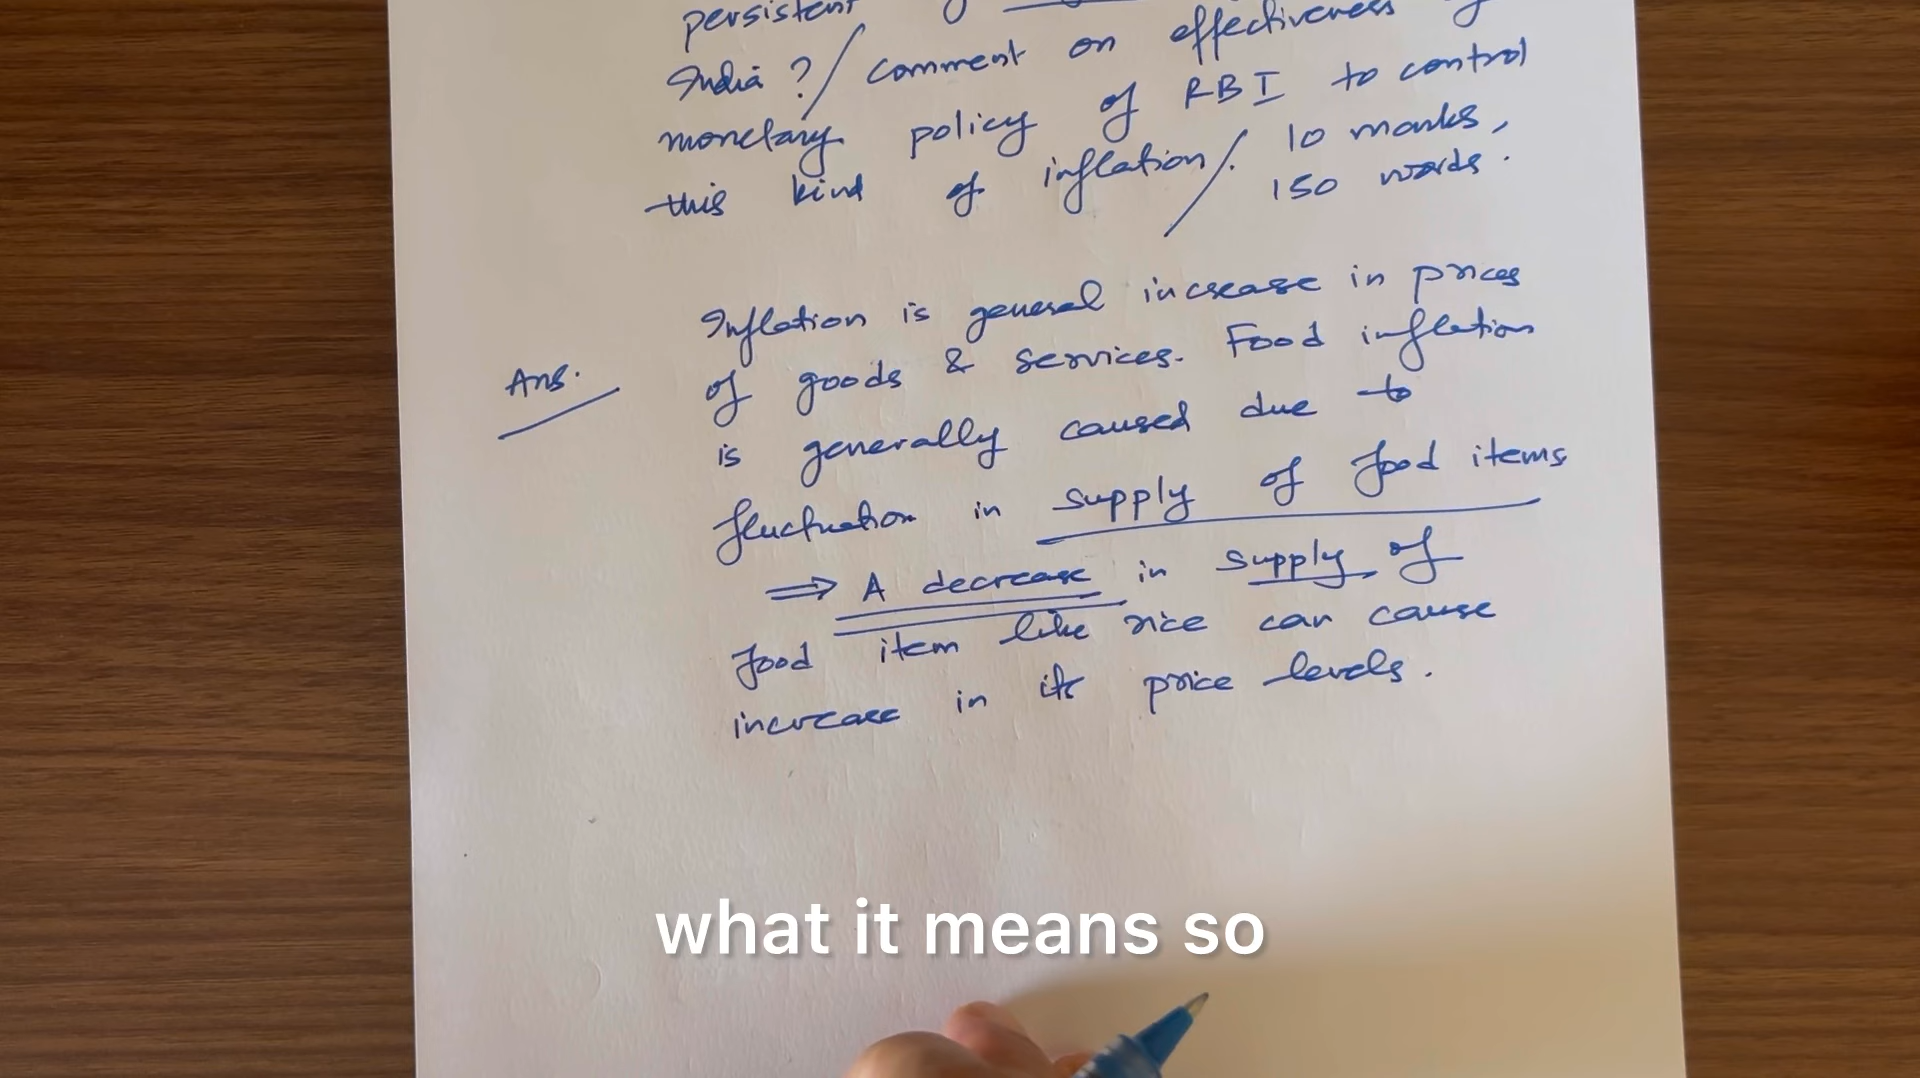 persistent
India ? / comment on effectiveness
monetary policy of RBI to control
this kind of inflation /. 10 marks,
150 words.
Ans.
Inflation is general increase in prices
of goods & services. Food inflation
is generally caused due to
fluctuation in supply of food items
⇒ A decrease in supply of
food item like rice can cause
increase in its price levels.
what it means so